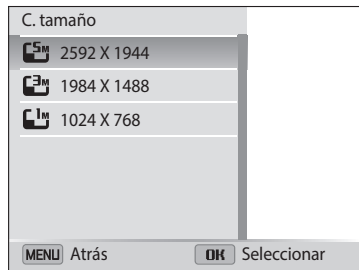 C. tamaño
5M 2592 X 1944
3M 1984 X 1488
1M 1024 X 768
MENU Atrás OK Seleccionar